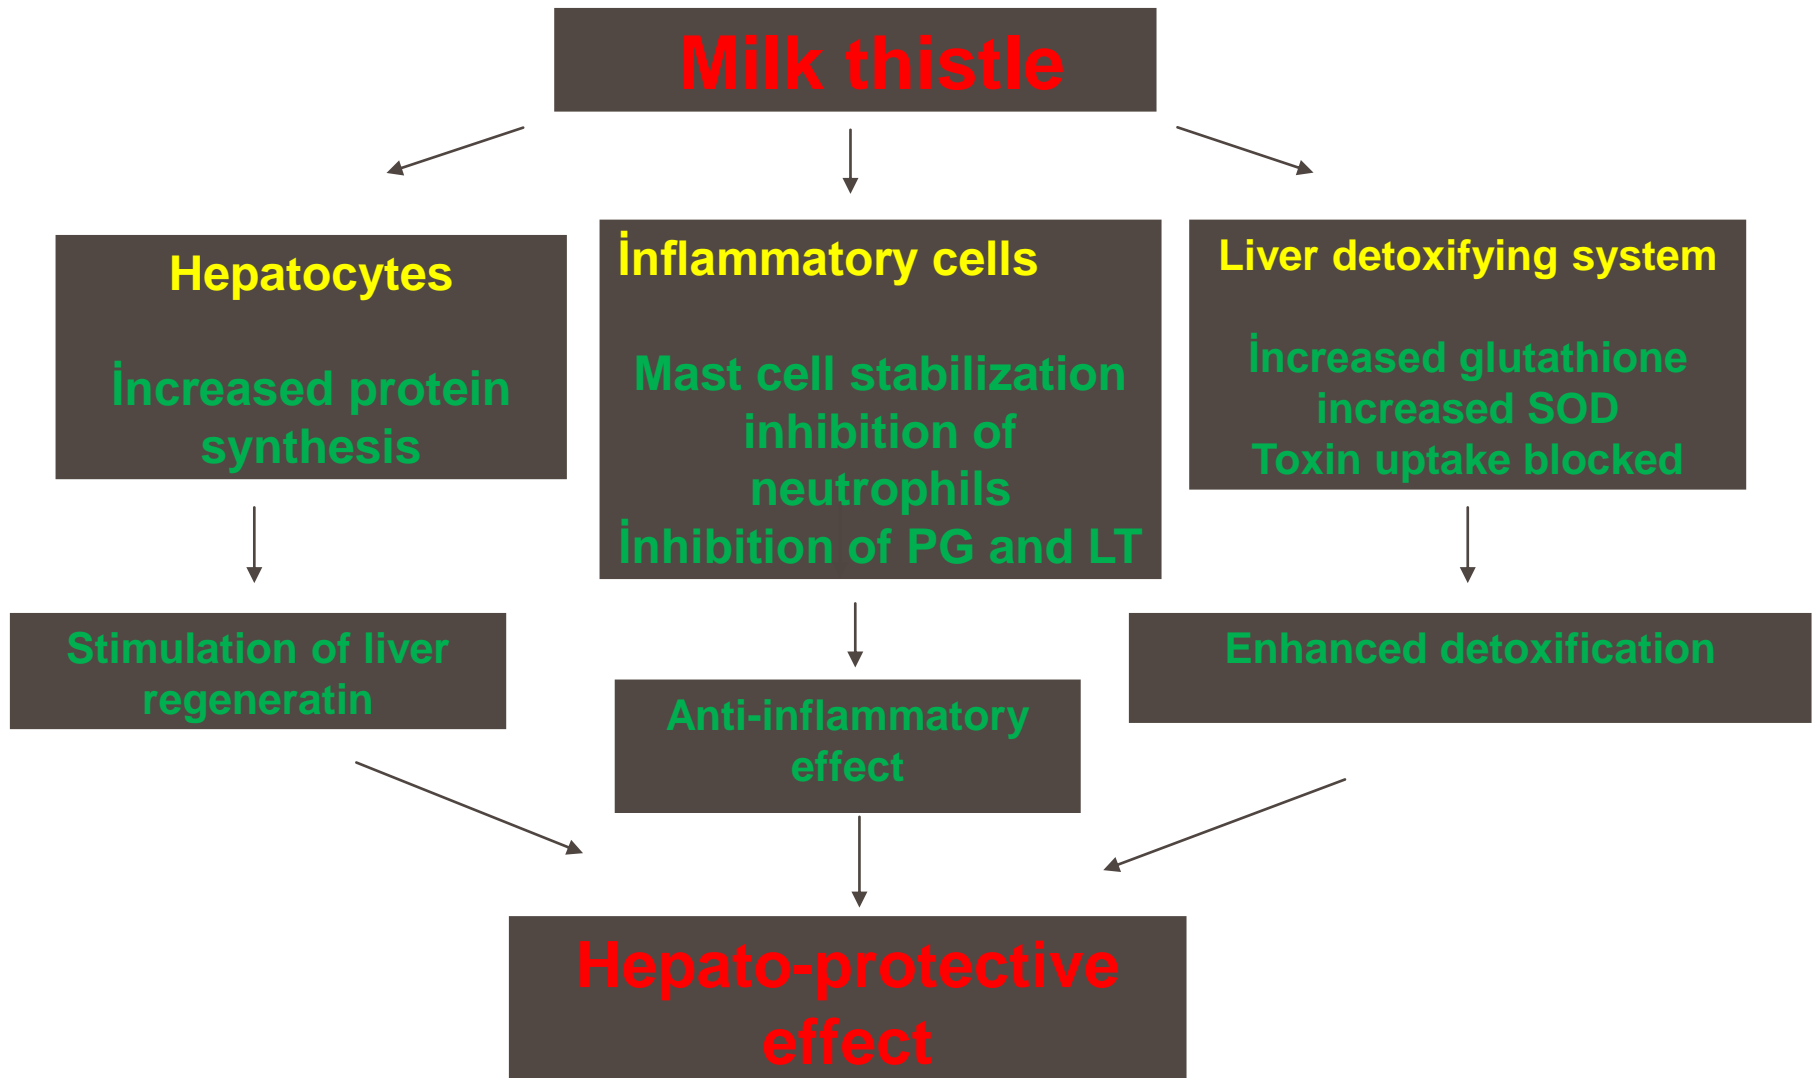 Milk thistle
Hepatocytes
İncreased protein
synthesis
İnflammatory cells
Mast cell stabilization
inhibition of
neutrophils
İnhibition of PG and LT
Liver detoxifying system
İncreased glutathione
increased SOD
Toxin uptake blocked
Stimulation of liver
regeneratin
Anti-inflammatory
effect
Enhanced detoxification
Hepato-protective
effect